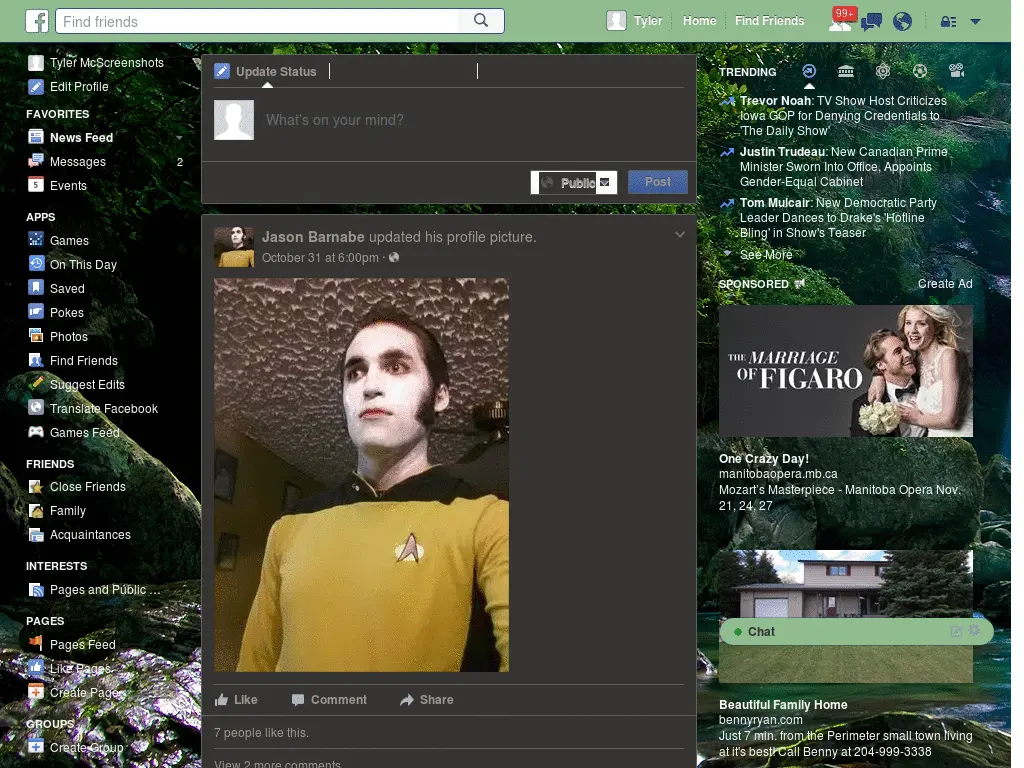 Find friends
Tyler
Home
Find Friends
99+
Tyler McScreenshots
Edit Profile
FAVORITES
News Feed
Messages
2
5
Events
APPS
Games
On This Day
Saved
Pokes
Photos
Find Friends
Suggest Edits
Translate Facebook
Games Feed
FRIENDS
Close Friends
Family
Acquaintances
INTERESTS
Pages and Public ...
PAGES
Pages Feed
Like Pages
Create Page
GROUPS
Create Group
Update Status
What's on your mind?
Public
Post
Jason Barnabe updated his profile picture.
October 31 at 6:00pm ·
Like
Comment
Share
7 people like this.
View 2 more comments
TRENDING
Trevor Noah: TV Show Host Criticizes
Iowa GOP for Denying Credentials to
'The Daily Show'
Justin Trudeau: New Canadian Prime
Minister Sworn Into Office, Appoints
Gender-Equal Cabinet
Tom Mulcair: New Democratic Party
Leader Dances to Drake's 'Hotline
Bling' in Show's Teaser
See More
SPONSORED
Create Ad
THE MARRIAGE
OF FIGARO
One Crazy Day!
manitobaopera.mb.ca
Mozart's Masterpiece - Manitoba Opera Nov.
21, 24, 27
Chat
Beautiful Family Home
bennyryan.com
Just 7 min. from the Perimeter small town living
at it's best! Call Benny at 204-999-3338